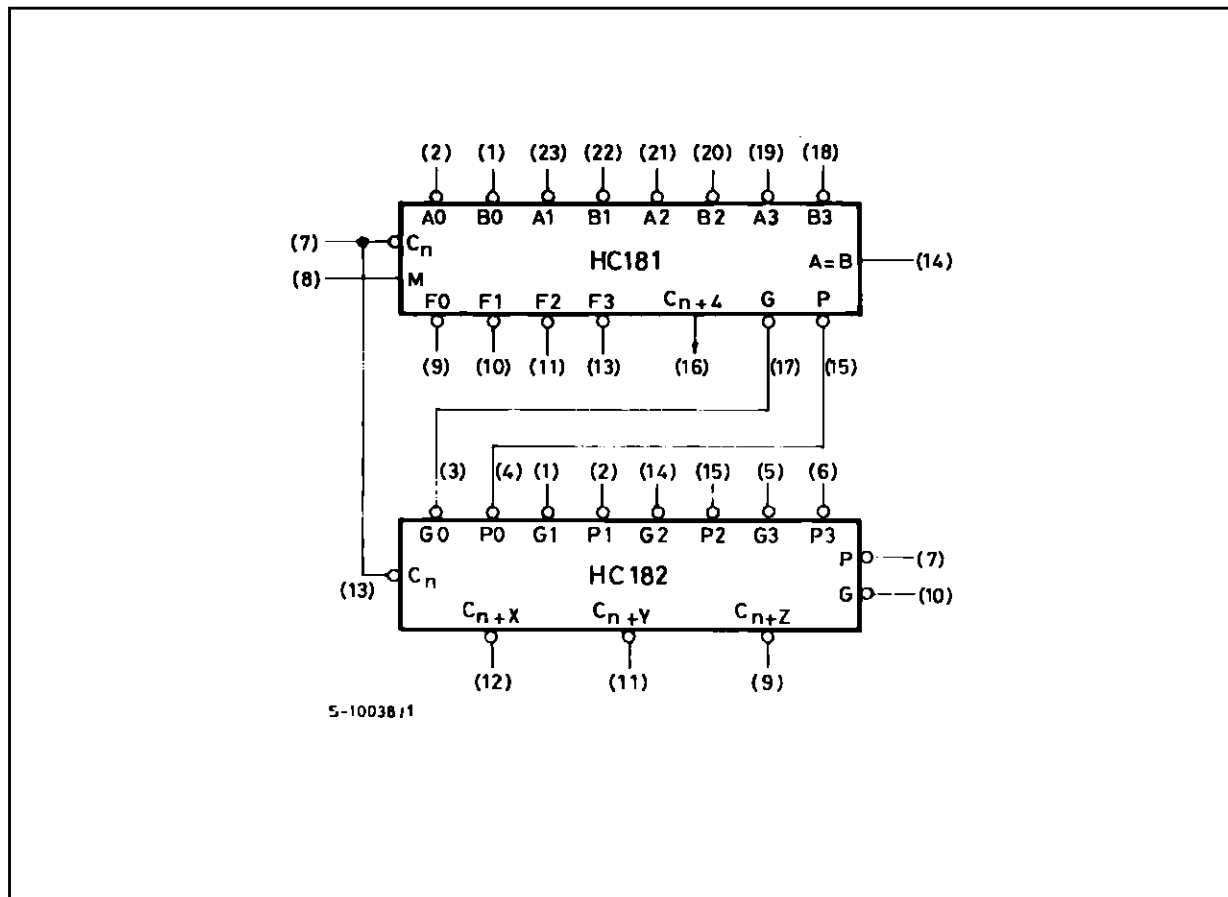 (2) (1) (23) (22) (21) (20) (19) (18)
A0 B0 A1 B1 A2 B2 A3 B3
(7) Cn HC181 A=B (14)
(8) M
F0 F1 F2 F3 Cn+4 G P
(9) (10) (11) (13) (16) (17) (15)
(3) (4) (1) (2) (14) (15) (5) (6)
G0 P0 G1 P1 G2 P2 G3 P3
P (7)
(13) Cn HC182
G (10)
Cn+X Cn+Y Cn+Z
(12) (11) (9)
S-10038/1